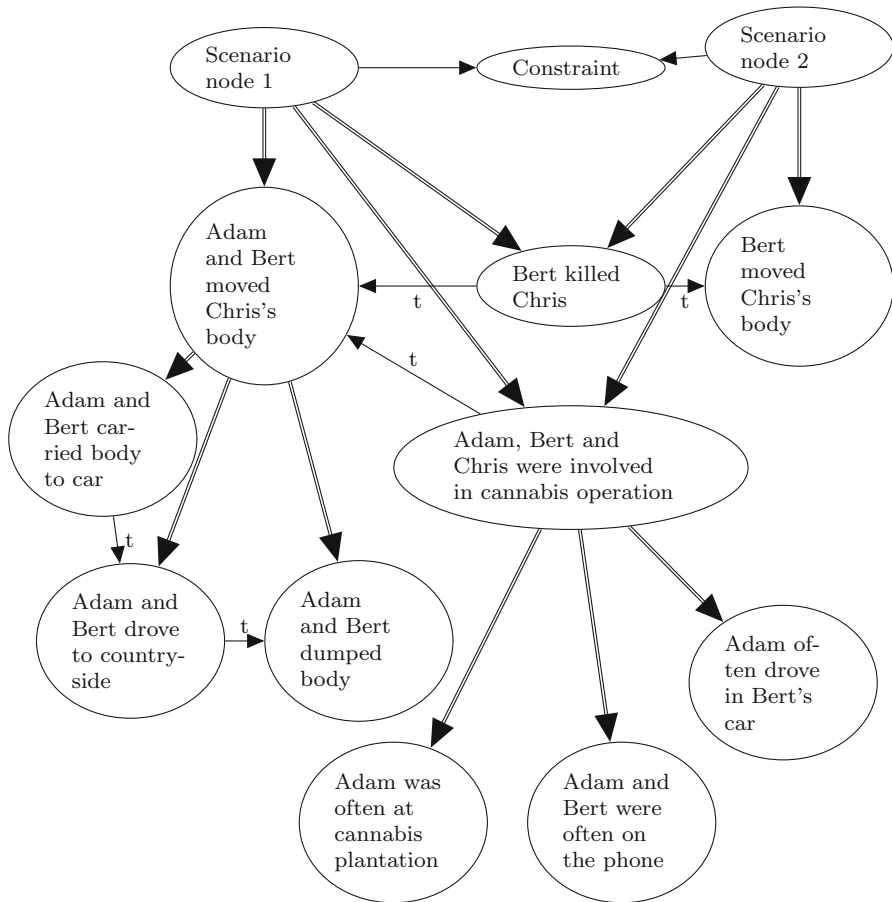 Scenario
node 1
Constraint
Scenario
node 2
Adam
and Bert
moved
Chris's
body
Bert killed
Chris
Bert
moved
Chris's
body
t
t
t
Adam and
Bert car-
ried body
to car
Adam, Bert and
Chris were involved
in cannabis operation
t
Adam and
Bert drove
to country-
side
t
Adam
and Bert
dumped
body
Adam of-
ten drove
in Bert's
car
Adam was
often at
cannabis
plantation
Adam and
Bert were
often on
the phone